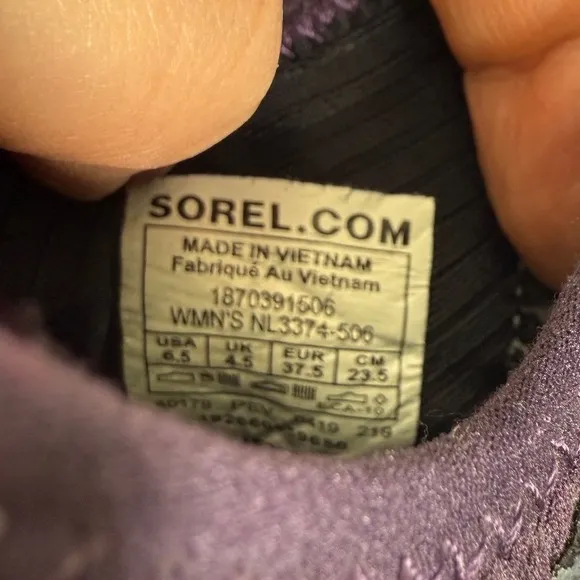 SOREL.COM
MADE IN VIETNAM
Fabriqué Au Vietnam
1870391506
WMN'S NL3374-506
USA UK EUR CM
6.5 4.5 37.5 23.5
216